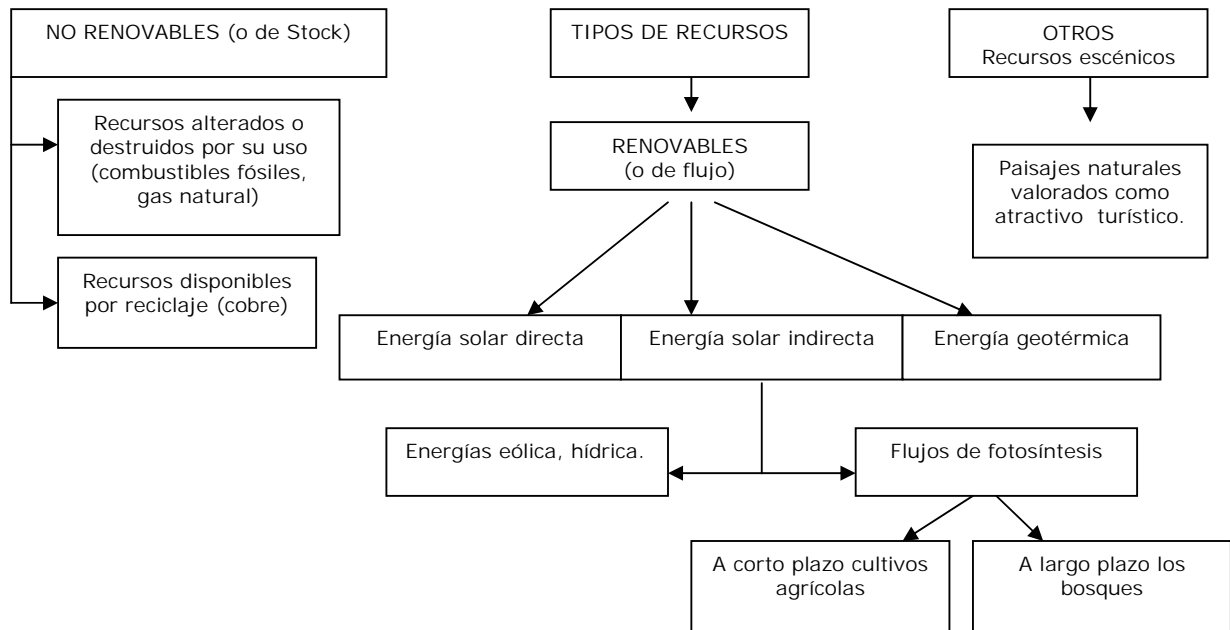 NO RENOVABLES (o de Stock)
Recursos alterados o
destruidos por su uso
(combustibles fósiles,
gas natural)
Recursos disponibles
por reciclaje (cobre)
TIPOS DE RECURSOS
RENOVABLES
(o de flujo)
OTROS
Recursos escénicos
Paisajes naturales
valorados como
atractivo turístico.
Energía solar directa
Energía solar indirecta
Energía geotérmica
Energías eólica, hídrica.
Flujos de fotosíntesis
A corto plazo cultivos
agrícolas
A largo plazo los
bosques